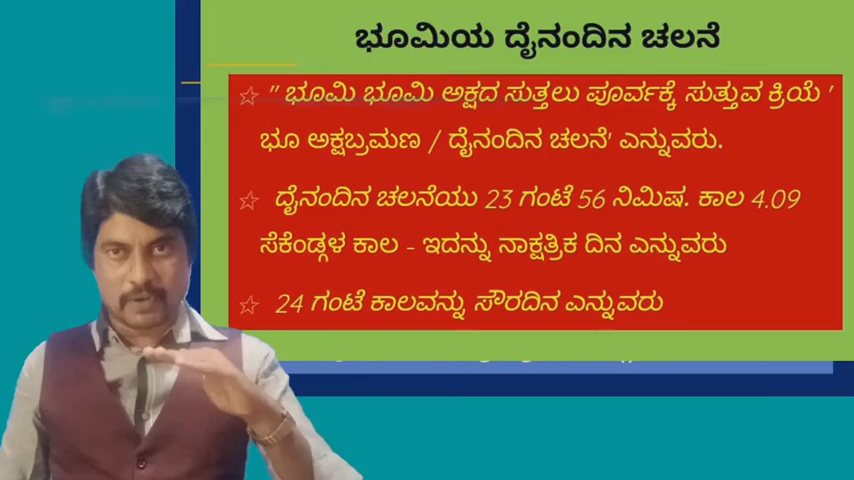 ಭೂಮಿಯ ದೈನಂದಿನ ಚಲನೆ
" ಭೂಮಿ ಭೂಮಿ ಅಕ್ಷದ ಸುತ್ತಲು ಪೂರ್ವಕ್ಕೆ ಸುತ್ತುವ ಕ್ರಿಯೆ '
ಭೂ ಅಕ್ಷಬ್ರಮಣ / ದೈನಂದಿನ ಚಲನೆ' ಎನ್ನುವರು.
ದೈನಂದಿನ ಚಲನೆಯು 23 ಗಂಟೆ 56 ನಿಮಿಷ. ಕಾಲ 4.09
ಸೆಕೆಂಡ್ಗಳ ಕಾಲ - ಇದನ್ನು ನಾಕ್ಷತ್ರಿಕ ದಿನ ಎನ್ನುವರು
24 ಗಂಟೆ ಕಾಲವನ್ನು ಸೌರದಿನ ಎನ್ನುವರು